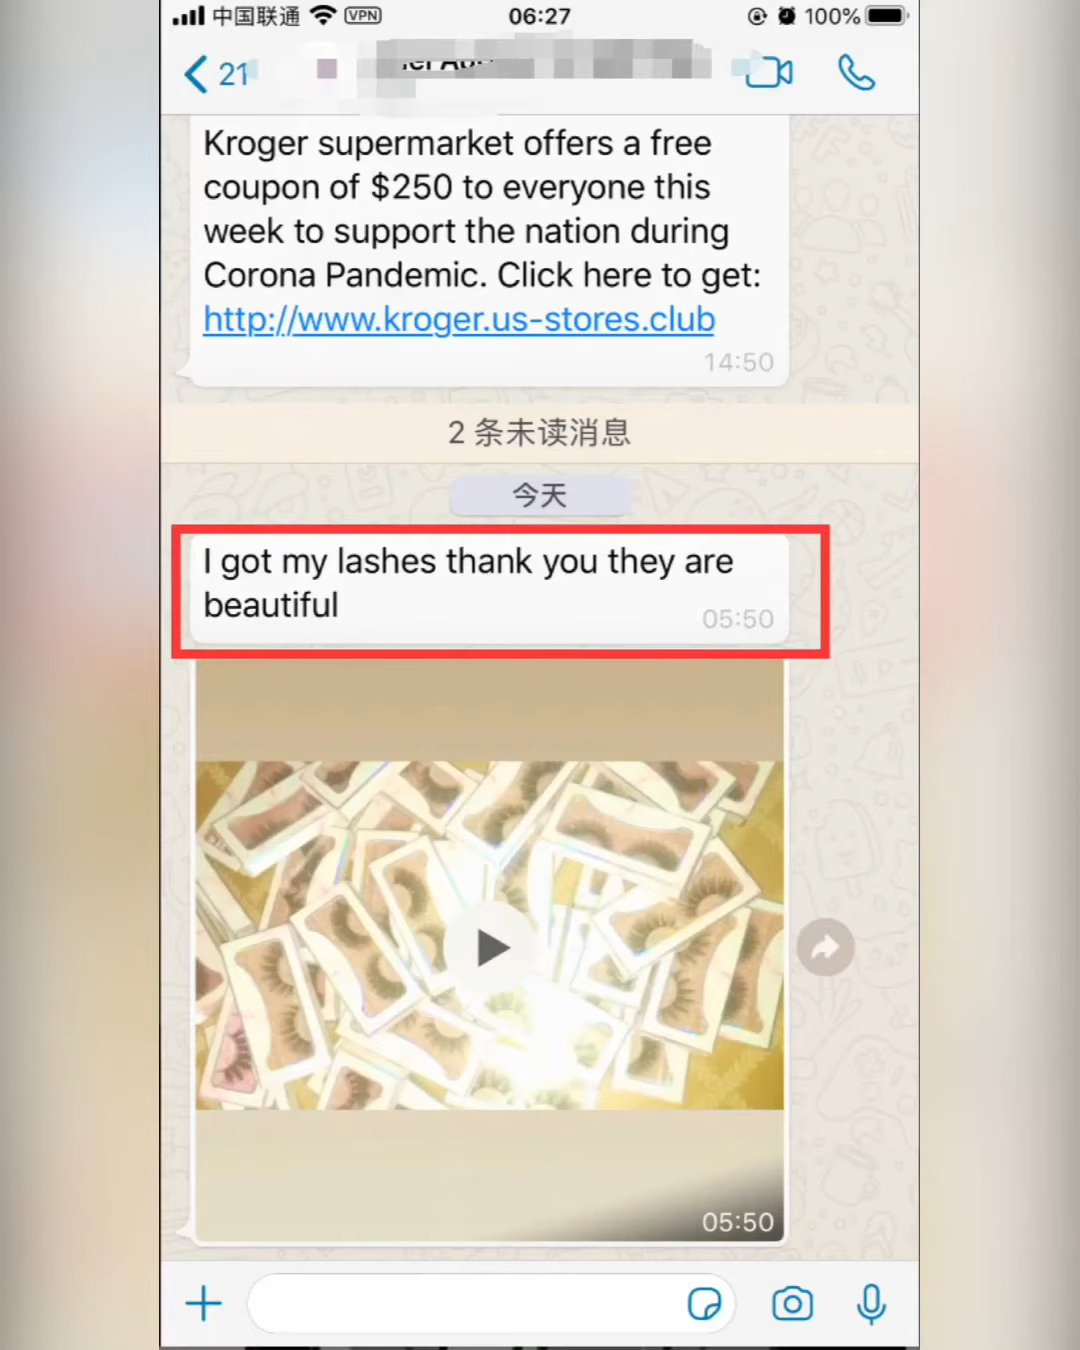 中国联通 VPN 06:27 100%
21
Kroger supermarket offers a free
coupon of $250 to everyone this
week to support the nation during
Corona Pandemic. Click here to get:
http://www.kroger.us-stores.club
14:50
2 条未读消息
今天
I got my lashes thank you they are
beautiful
05:50
05:50